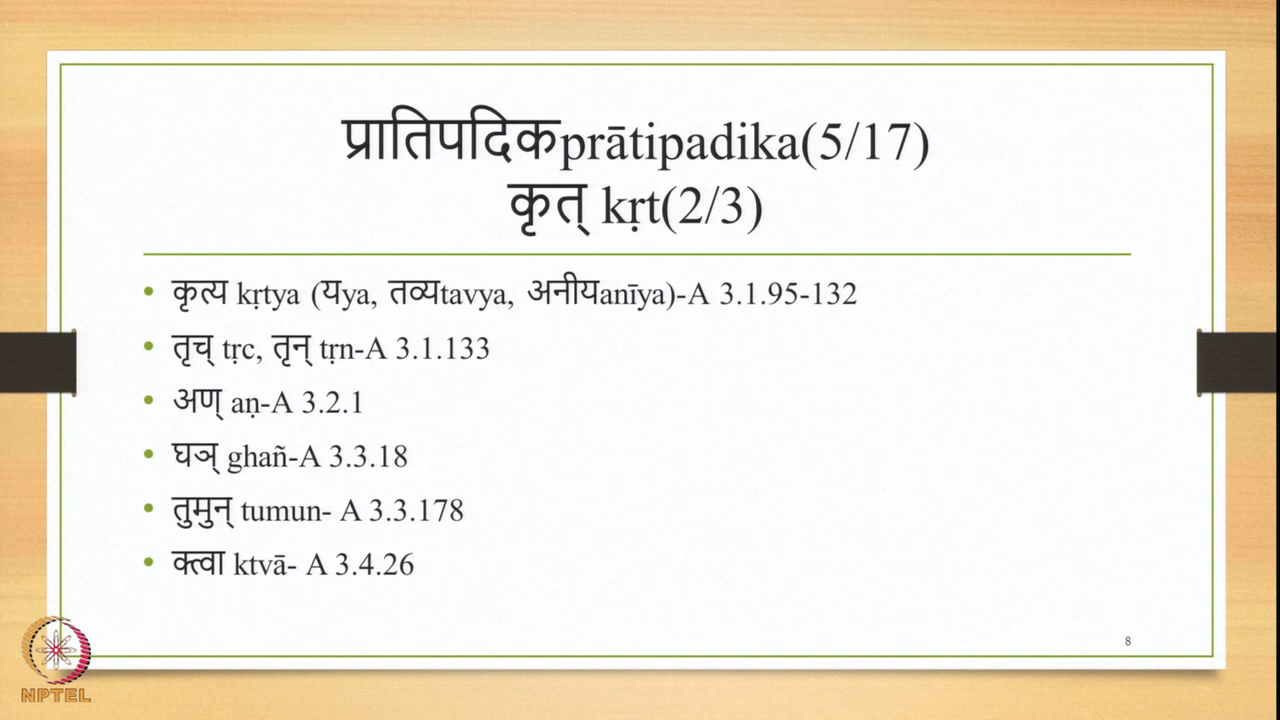 प्रातिपदिकprātipadika(5/17)
कृत् kṛt(2/3)
• कृत्य kṛtya (यya, तव्यtavya, अनीयanīya)-A 3.1.95-132
• तृच् tṛc, तृन् tṛn-A 3.1.133
• अण् aṇ-A 3.2.1
• घञ् ghañ-A 3.3.18
• तुमुन् tumun- A 3.3.178
• क्त्वा ktvā- A 3.4.26
8
NPTEL